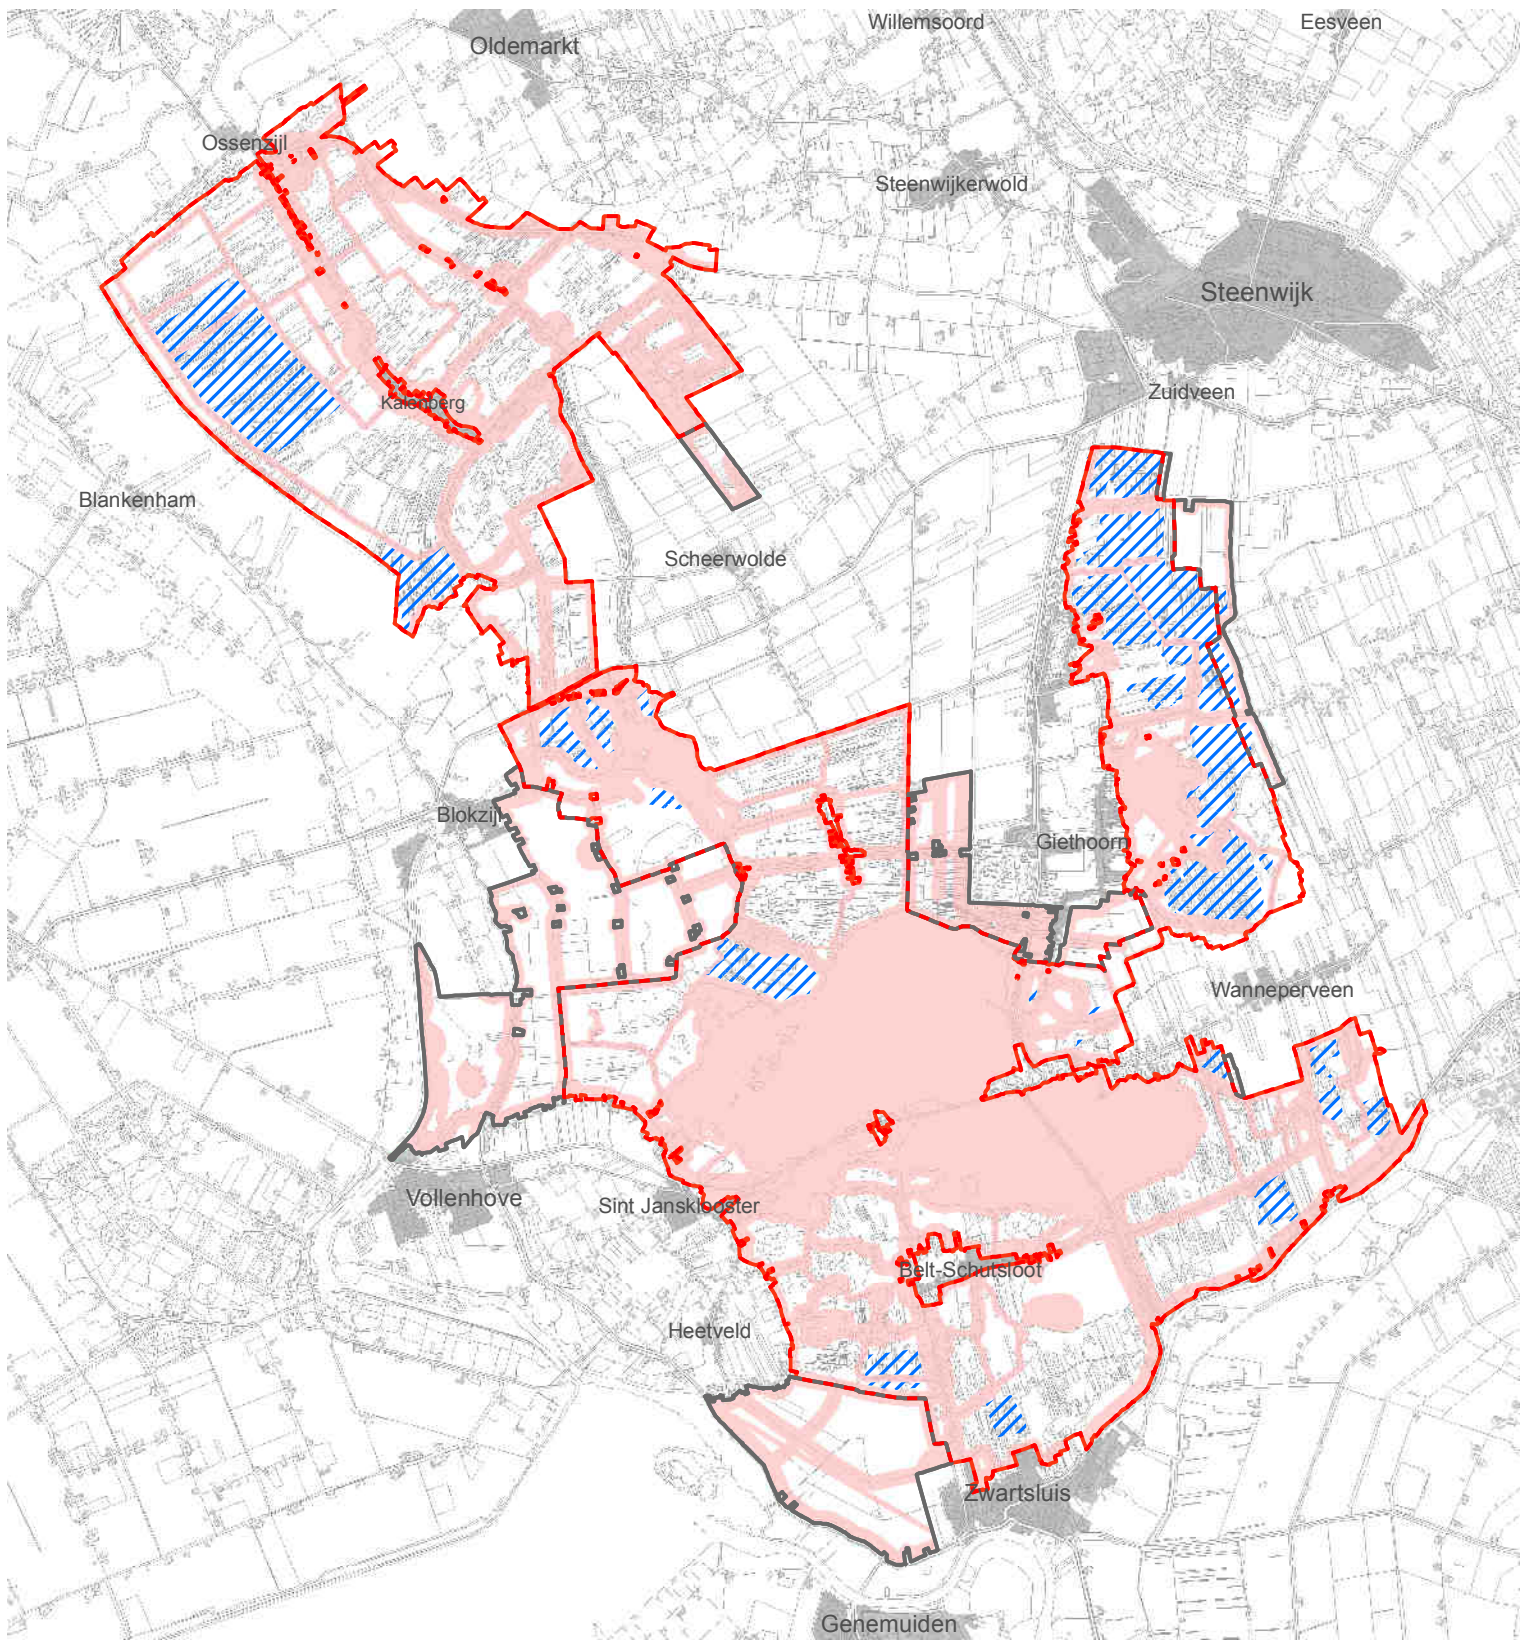 Willemsoord
Eesveen
Oldemarkt
Ossenzijl
Steenwijkerwold
Steenwijk
Zuidveen
Kalenberg
Blankenham
Scheerwolde
Blokzijl
Giethoorn
Wanneperveen
Vollenhove
Sint Jansklooster
Belt-Schutsloot
Heetveld
Zwartsluis
Genemuiden